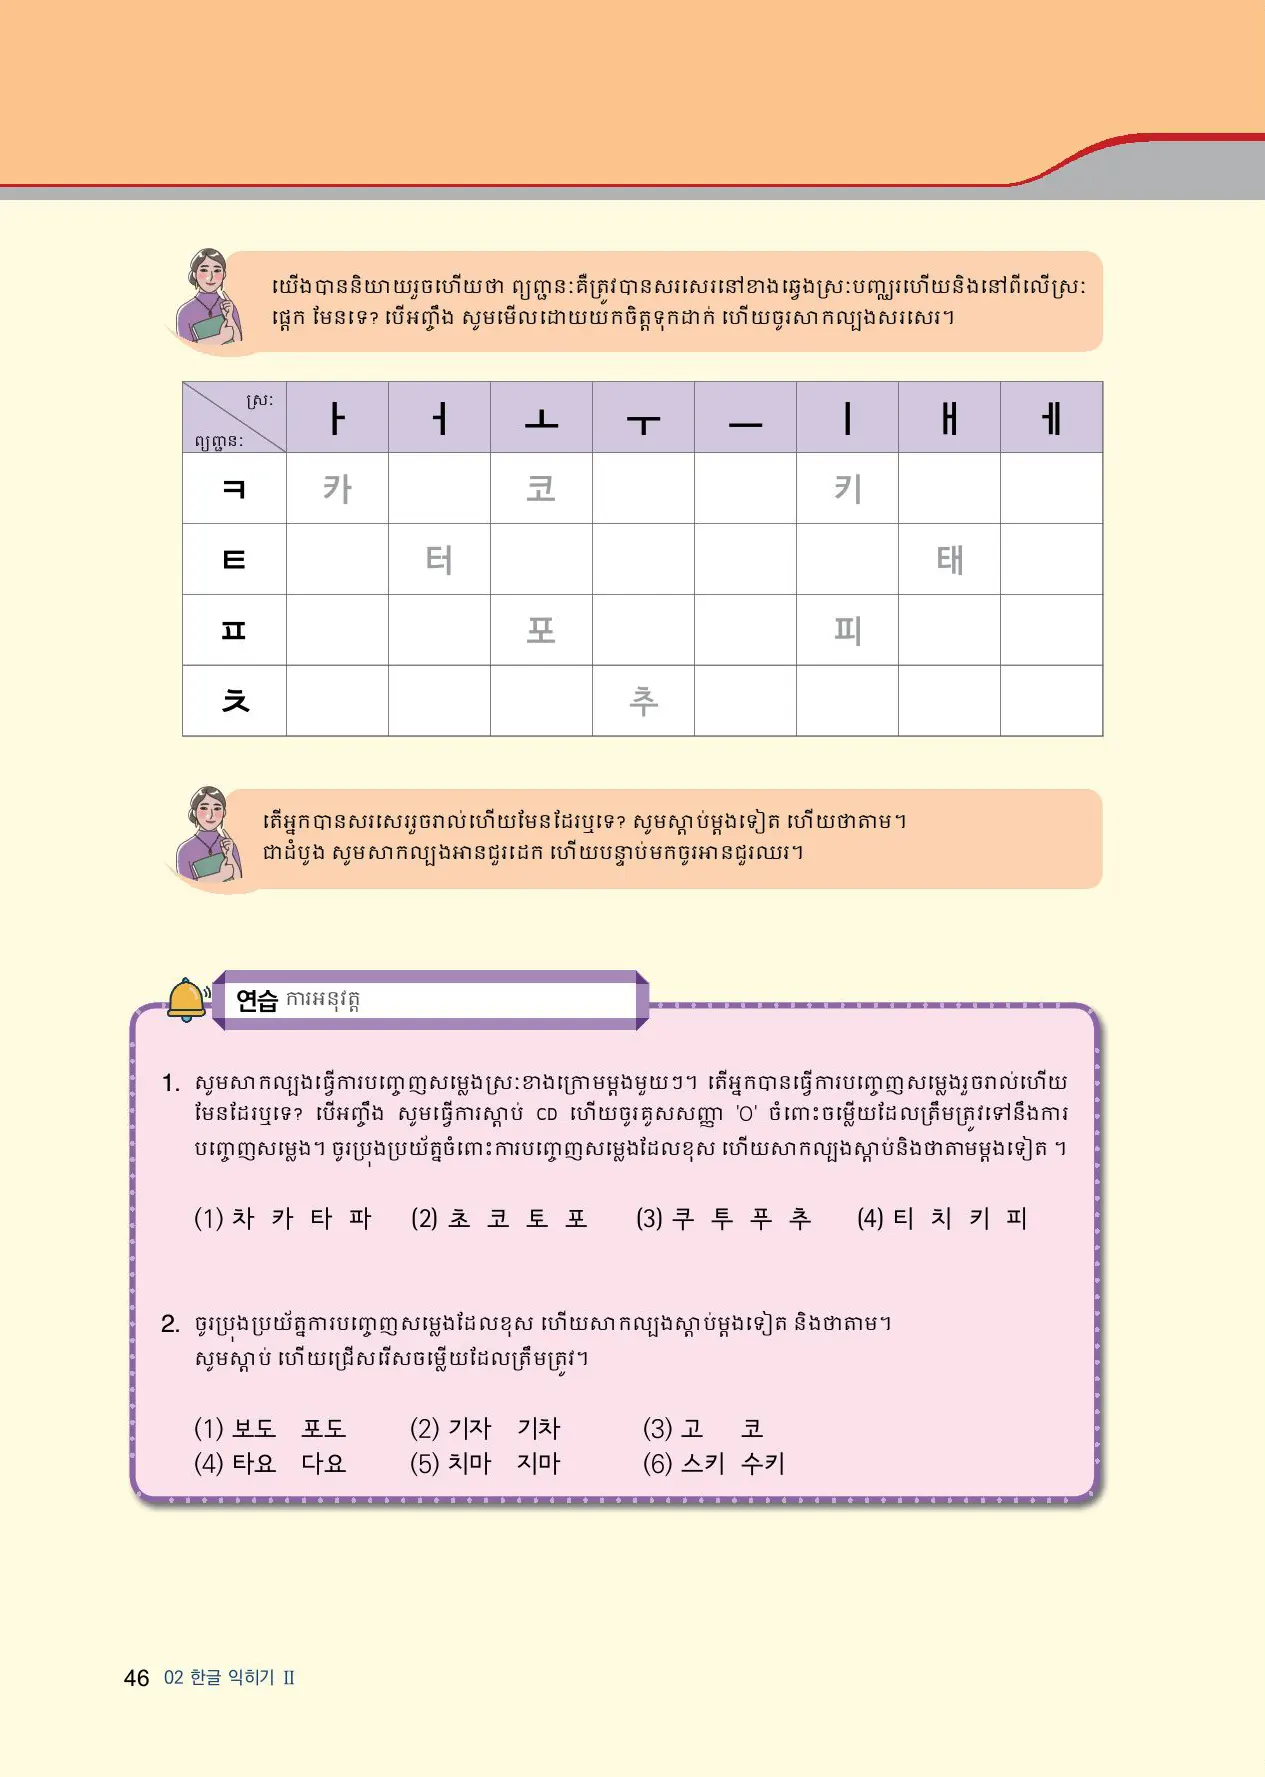 យើងបាននិយាយរួចហើយថា ព្យញ្ជនៈគឺត្រូវបានសរសេរនៅខាងឆ្វេងស្រៈបញ្ឈរហើយនិងនៅពីលើស្រៈ
ផ្តេក មែនទេ? បើអញ្ចឹង សូមមើលដោយយកចិត្តទុកដាក់ ហើយចូរសាកល្បងសរសេរ។
ស្រៈ
ព្យញ្ជនៈ
ㅏ ㅓ ㅗ ㅜ ㅡ ㅣ ㅐ ㅔ
ㅋ 카 코 키
ㅌ 터 태
ㅍ 포 피
ㅊ 추
តើអ្នកបានសរសេររួចរាល់ហើយមែនដែរឬទេ? សូមស្តាប់ម្តងទៀត ហើយថាតាម។
ជាដំបូង សូមសាកល្បងអានជួរដេក ហើយបន្ទាប់មកចូរអានជួរឈរ។
연습 ការអនុវត្ត
1. សូមសាកល្បងធ្វើការបញ្ចេញសម្លេងស្រៈខាងក្រោមម្តងមួយៗ។ តើអ្នកបានធ្វើការបញ្ចេញសម្លេងរួចរាល់ហើយ
មែនដែរឬទេ? បើអញ្ចឹង សូមធ្វើការស្តាប់ CD ហើយចូរគូសសញ្ញា 'O' ចំពោះចម្លើយដែលត្រឹមត្រូវទៅនឹងការ
បញ្ចេញសម្លេង។ ចូរប្រុងប្រយ័ត្នចំពោះការបញ្ចេញសម្លេងដែលខុស ហើយសាកល្បងស្តាប់និងថាតាមម្តងទៀត ។
(1) 차 카 타 파 (2) 초 코 토 포 (3) 쿠 투 푸 추 (4) 티 치 키 피
2. ចូរប្រុងប្រយ័ត្នការបញ្ចេញសម្លេងដែលខុស ហើយសាកល្បងស្តាប់ម្តងទៀត និងថាតាម។
សូមស្តាប់ ហើយជ្រើសរើសចម្លើយដែលត្រឹមត្រូវ។
(1) 보도 포도 (2) 기자 기차 (3) 고 코
(4) 타요 다요 (5) 치마 지마 (6) 스키 수키
46 02 한글 익히기 Ⅱ